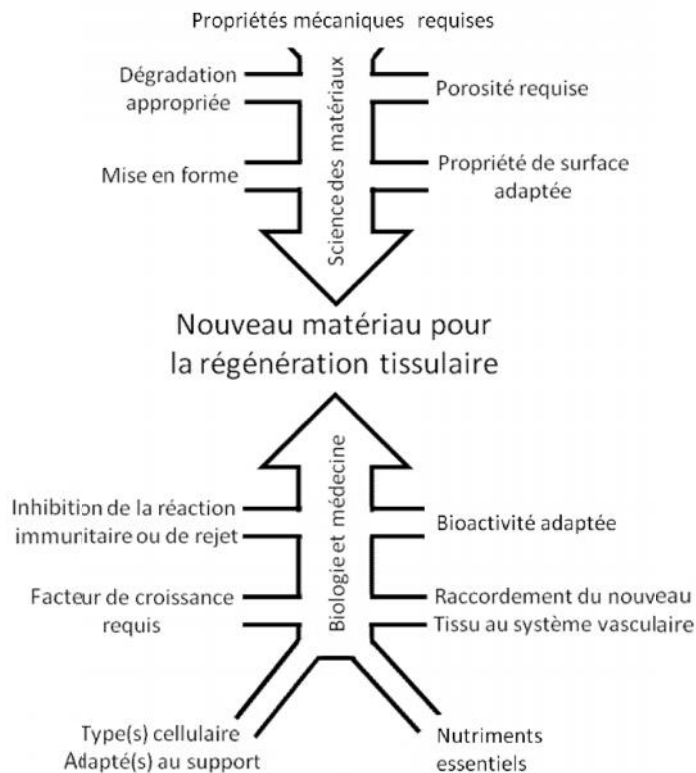 Propriétés mécaniques requises
Dégradation
appropriée
Porosité requise
Mise en forme
Propriété de surface
adaptée
Science des matériaux
Nouveau matériau pour
la régénération tissulaire
Biologie et médecine
Inhibition de la réaction
immuritaire ou de rejet
Bioactivité adaptée
Facteur de croissance
requis
Raccordement du nouveau
Tissu au système vasculaire
Type(s) cellulaire
Adapté(s) au support
Nutriments
essentiels